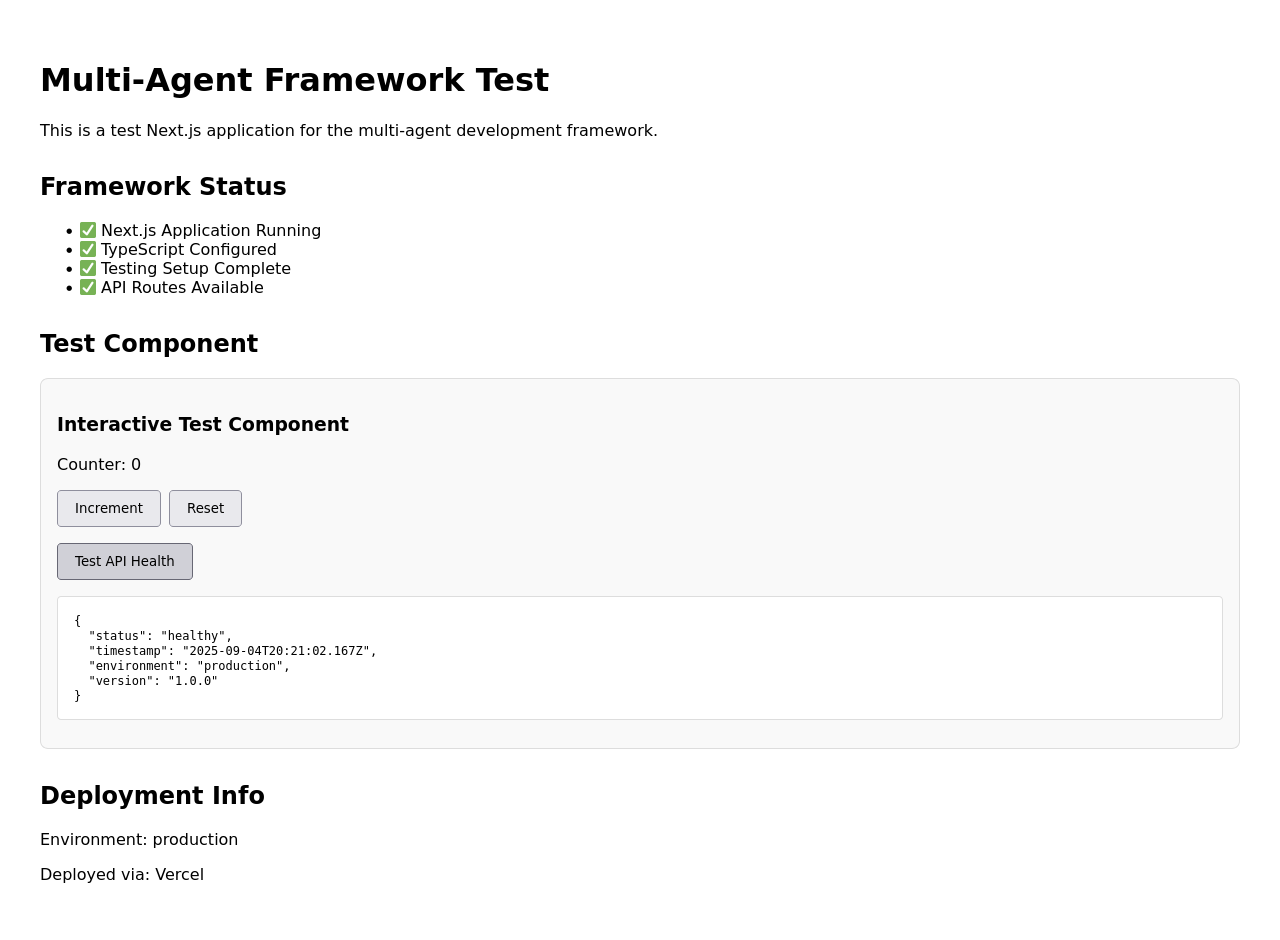 Multi-Agent Framework Test
This is a test Next.js application for the multi-agent development framework.
Framework Status
• ✅ Next.js Application Running
• ✅ TypeScript Configured
• ✅ Testing Setup Complete
• ✅ API Routes Available
Test Component
Interactive Test Component
Counter: 0
Increment Reset
Test API Health
{
  "status": "healthy",
  "timestamp": "2025-09-04T20:21:02.167Z",
  "environment": "production",
  "version": "1.0.0"
}
Deployment Info
Environment: production
Deployed via: Vercel